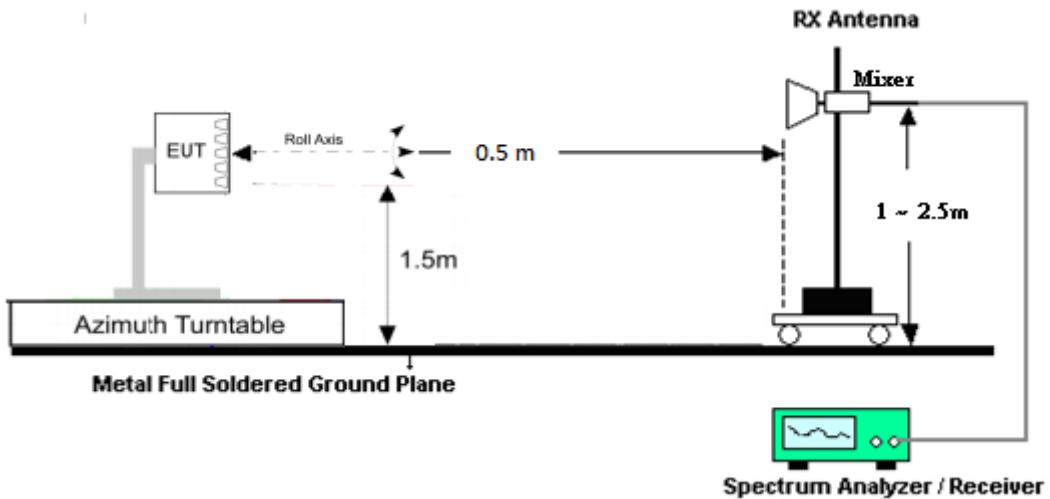 RX Antenna
Mixer
EUT
Roll Axis
0.5 m
1 ~ 2.5m
1.5m
Azimuth Turntable
Metal Full Soldered Ground Plane
Spectrum Analyzer / Receiver